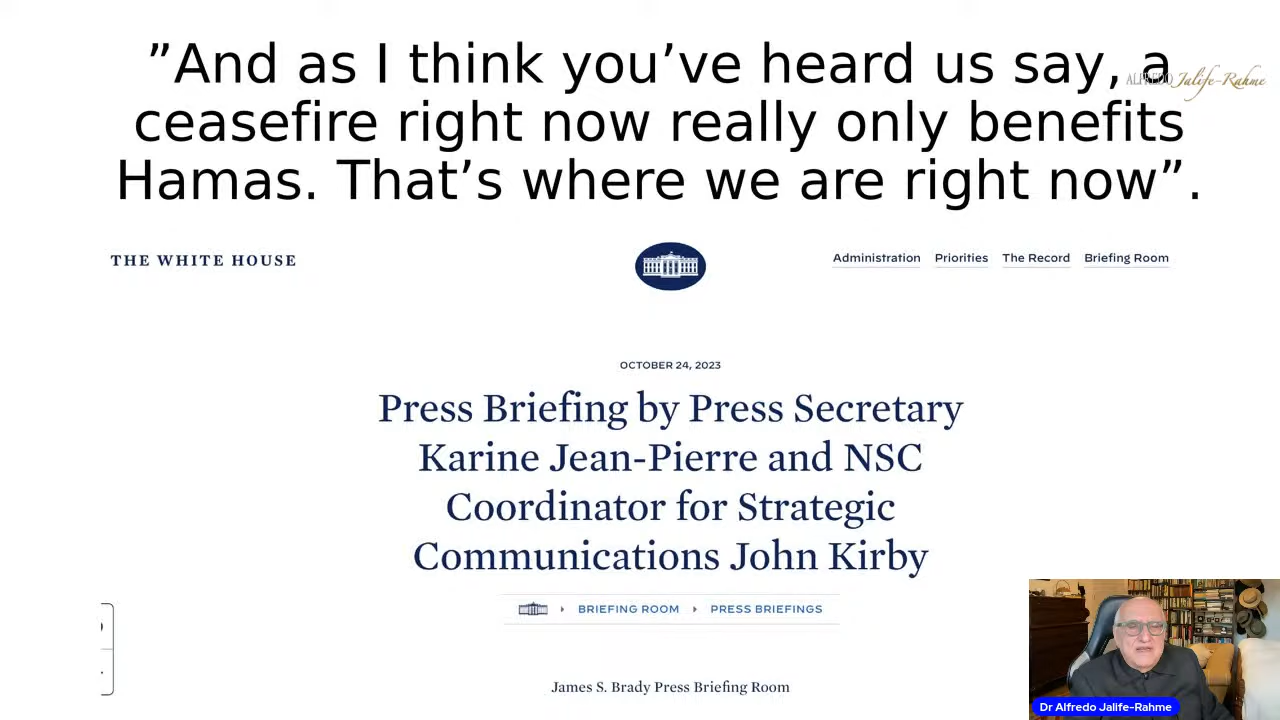 ”And as I think you’ve heard us say, a
ceasefire right now really only benefits
Hamas. That’s where we are right now”.
ALFREDO Jalife-Rahme
THE WHITE HOUSE
Administration Priorities The Record Briefing Room
OCTOBER 24, 2023
Press Briefing by Press Secretary
Karine Jean-Pierre and NSC
Coordinator for Strategic
Communications John Kirby
BRIEFING ROOM PRESS BRIEFINGS
James S. Brady Press Briefing Room
Dr Alfredo Jalife-Rahme